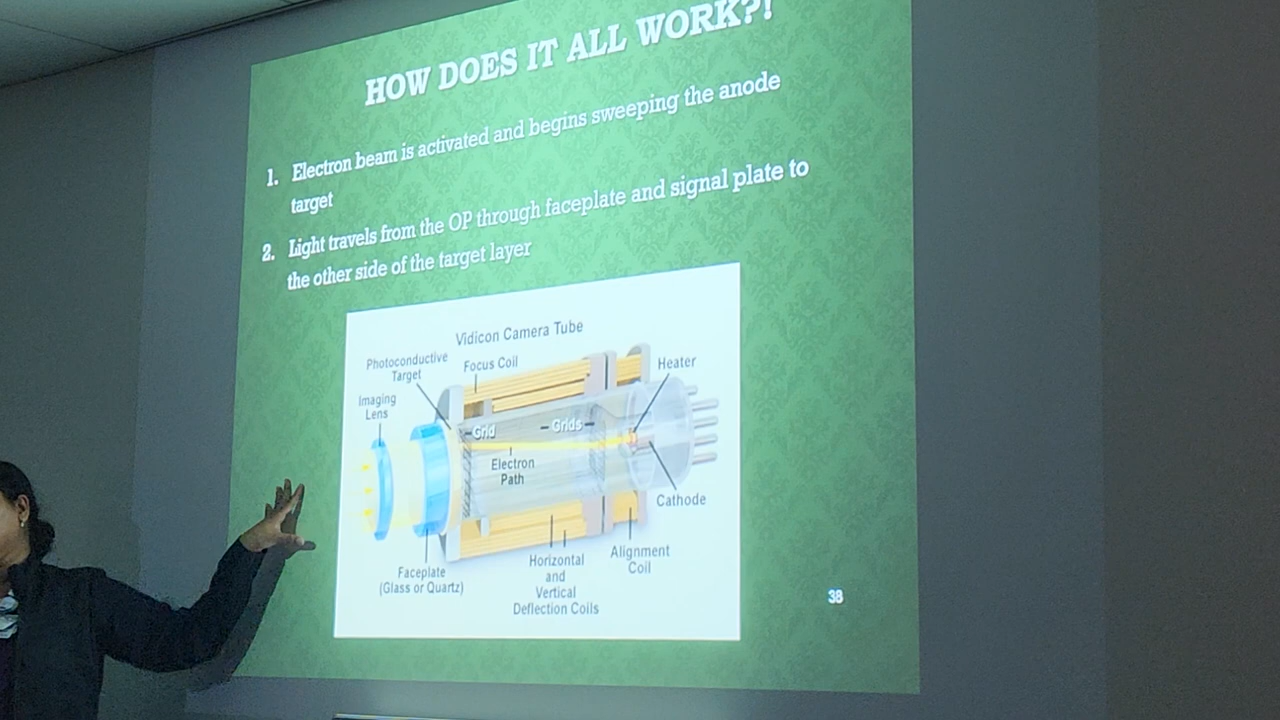 HOW DOES IT ALL WORK?!
1. Electron beam is activated and begins sweeping the anode
target
2. Light travels from the OP through faceplate and signal plate to
the other side of the target layer
Vidicon Camera Tube
Photoconductive
Target
Focus Coil
Heater
Imaging
Lens
Grid
Grids
Electron
Path
Cathode
Faceplate
(Glass or Quartz)
Horizontal
and
Vertical
Deflection Coils
Alignment
Coil
38